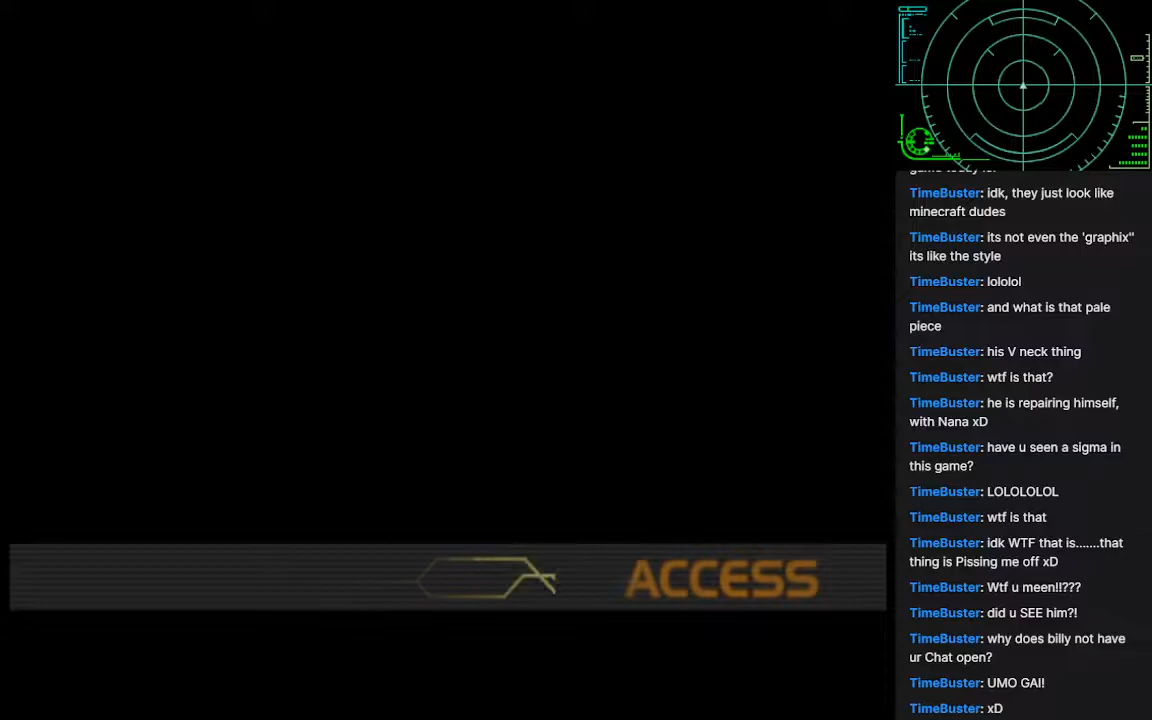 TimeBuster: idk, they just look like
minecraft dudes
TimeBuster: its not even the 'graphix"
its like the style
TimeBuster: lololol
TimeBuster: and what is that pale
piece
TimeBuster: his V neck thing
TimeBuster: wtf is that?
TimeBuster: he is repairing himself,
with Nana xD
TimeBuster: have u seen a sigma in
this game?
TimeBuster: LOLOLOLOL
TimeBuster: wtf is that
TimeBuster: idk WTF that is.......that
thing is Pissing me off xD
TimeBuster: Wtf u meen!!???
TimeBuster: did u SEE him?!
TimeBuster: why does billy not have
ur Chat open?
TimeBuster: UMO GAI!
TimeBuster: xD
ACCESS